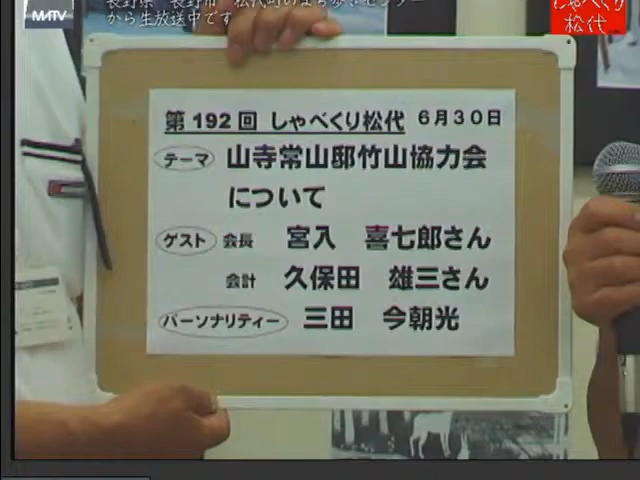 長野県 長野市 松代町のまち歩きセンター
から生放送中です
MATV
しゃべくり
松代
第192回 しゃべくり松代 6月30日
テーマ 山寺常山邸竹山協力会
について
ゲスト 会長 宮入 喜七郎さん
会計 久保田 雄三さん
パーソナリティー 三田 今朝光